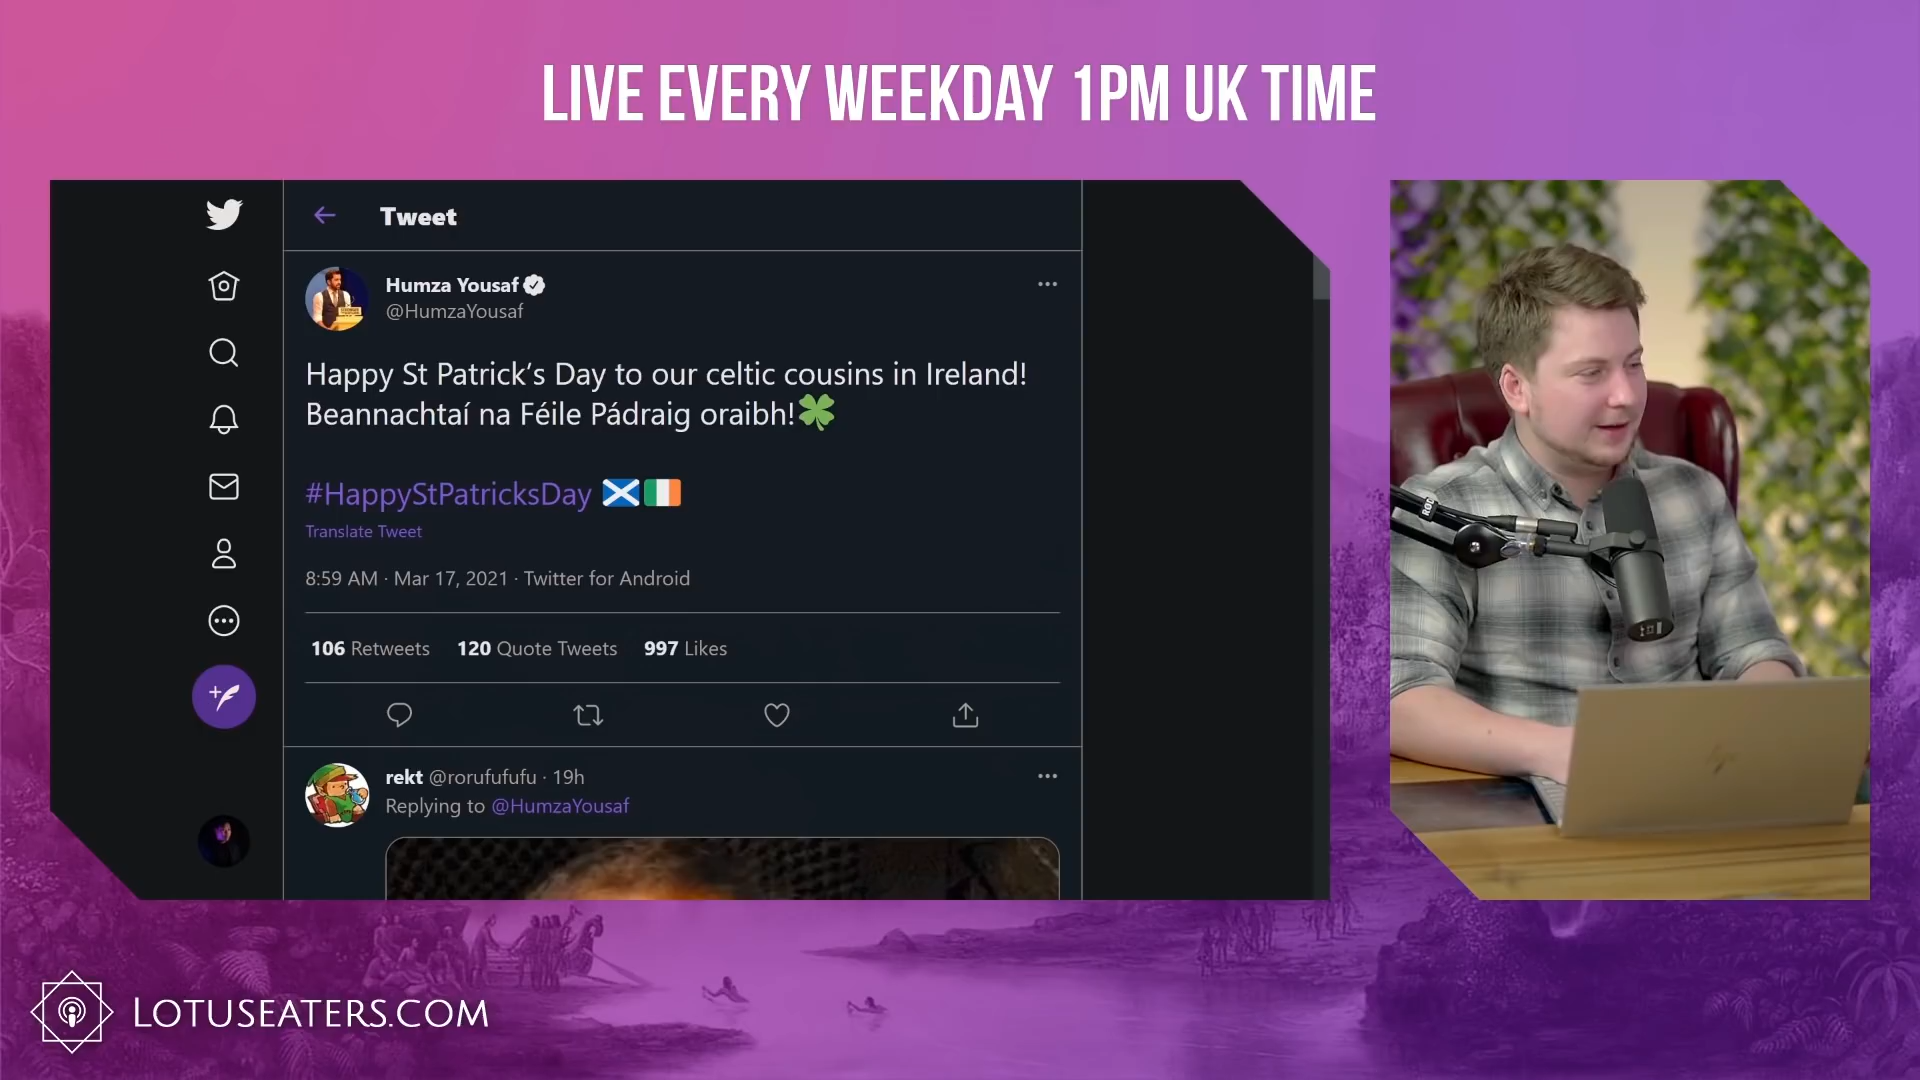 LIVE EVERY WEEKDAY 1PM UK TIME
Tweet
Humza Yousaf
@HumzaYousaf
Happy St Patrick’s Day to our celtic cousins in Ireland!
Beannachtaí na Féile Pádraig oraibh!🍀
#HappyStPatricksDay 🏴󠁧󠁢󠁳󠁣󠁴󠁿🇮🇪
Translate Tweet
8:59 AM · Mar 17, 2021 · Twitter for Android
106 Retweets 120 Quote Tweets 997 Likes
rekt @rorufufufu · 19h
Replying to @HumzaYousaf
LOTUSEATERS.COM